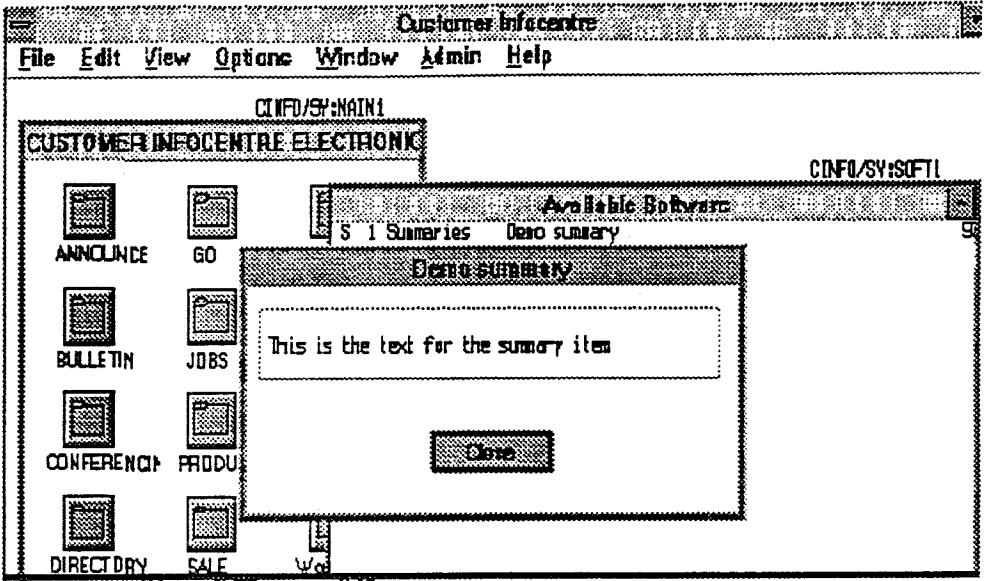 Customer Infocentre
File Edit View Options Window Admin Help
CINFO/SY:MAIN1
CUSTOMER INFOCENTRE ELECTRONIC
CINFO/SY:SOFT1
Available Software
S 1 Summaries Demo summary
ANNOUNCE GO
Demo summary
This is the text for the summary item
BULLETIN JOBS
CONFERENCIN PRODU
Close
DIRECTORY SALE